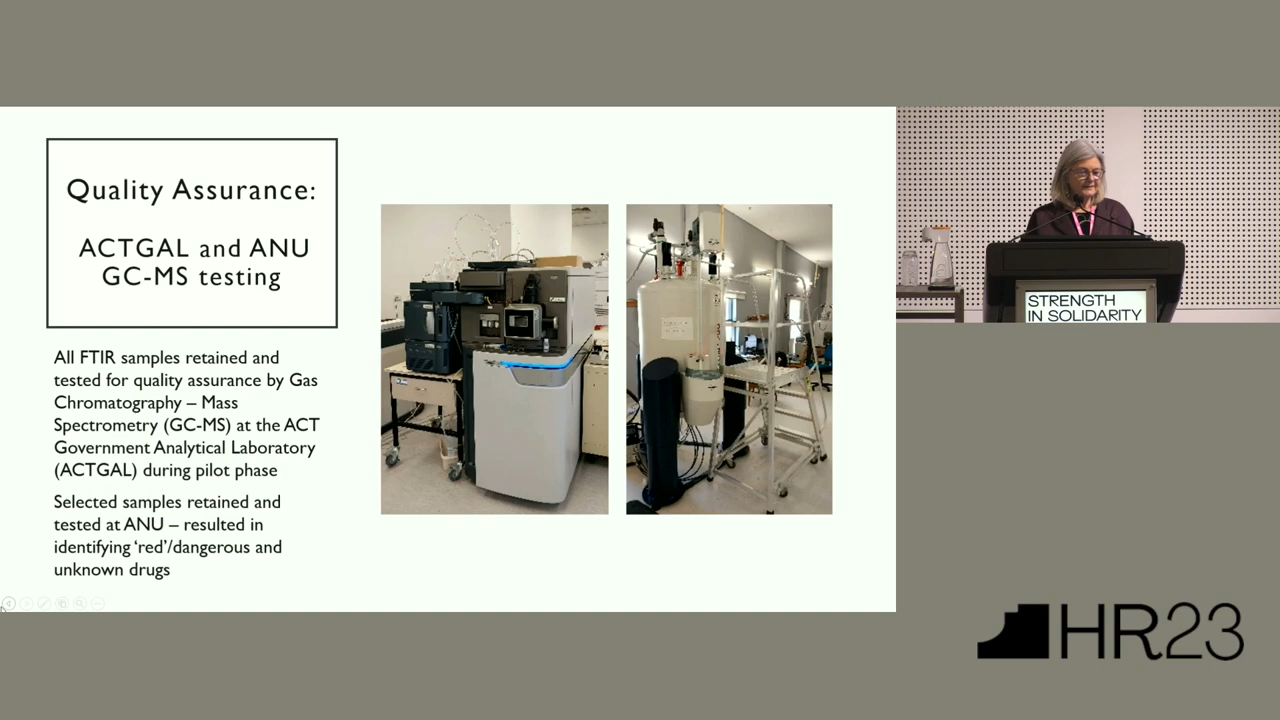 Quality Assurance:
ACTGAL and ANU
GC-MS testing
All FTIR samples retained and
tested for quality assurance by Gas
Chromatography – Mass
Spectrometry (GC-MS) at the ACT
Government Analytical Laboratory
(ACTGAL) during pilot phase
Selected samples retained and
tested at ANU – resulted in
identifying ‘red’/dangerous and
unknown drugs
STRENGTH
IN SOLIDARITY
HR23